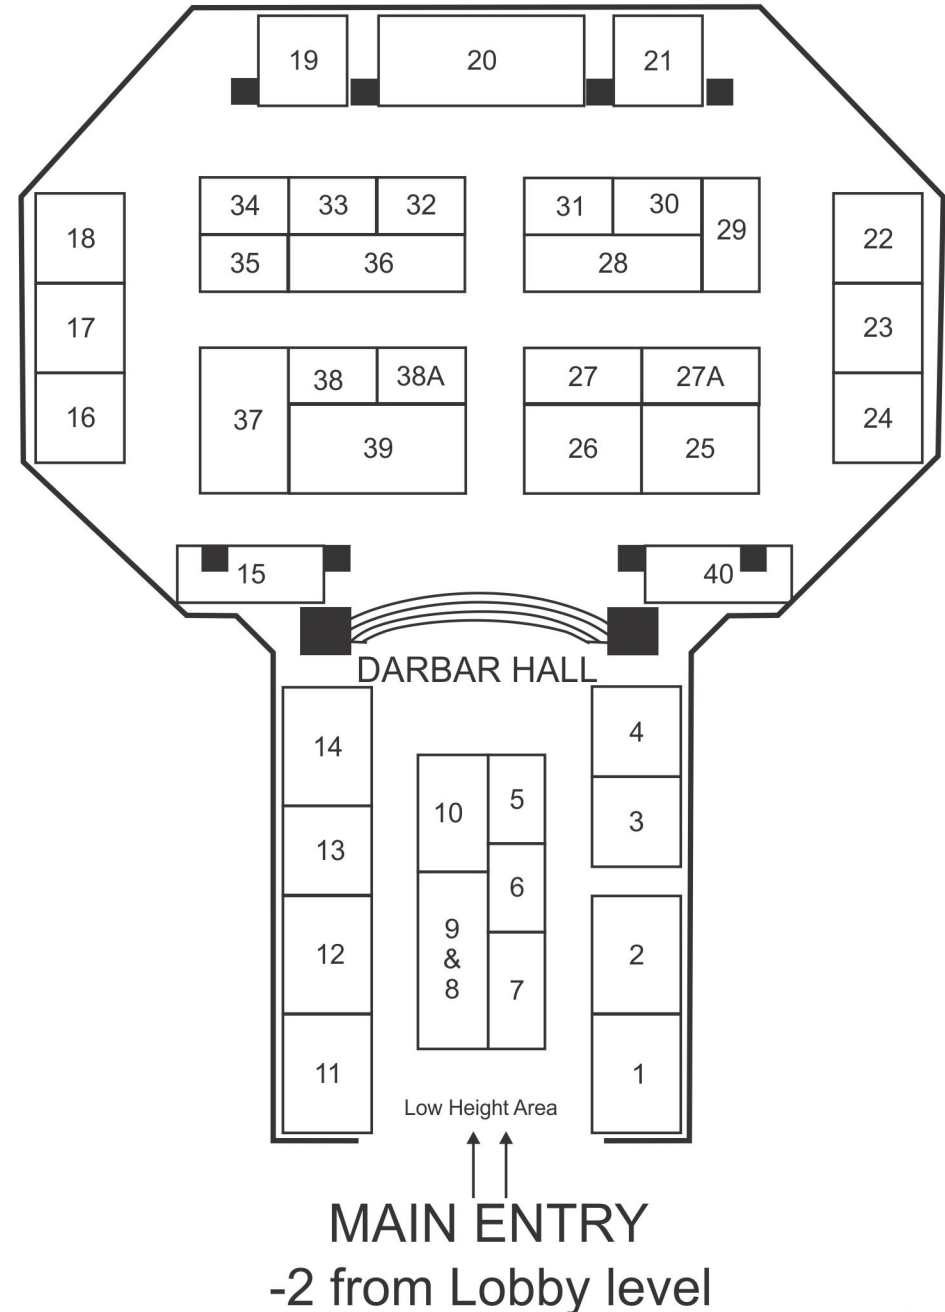 19 20 21
34 33 32 31 30 29
18 35 36 28 22
17 23
38 38A 27 27A
16 37 39 26 25 24
15 40
DARBAR HALL
14 4
10 5 3
13 6
12 9 & 8 7 2
11 1
Low Height Area
MAIN ENTRY
-2 from Lobby level